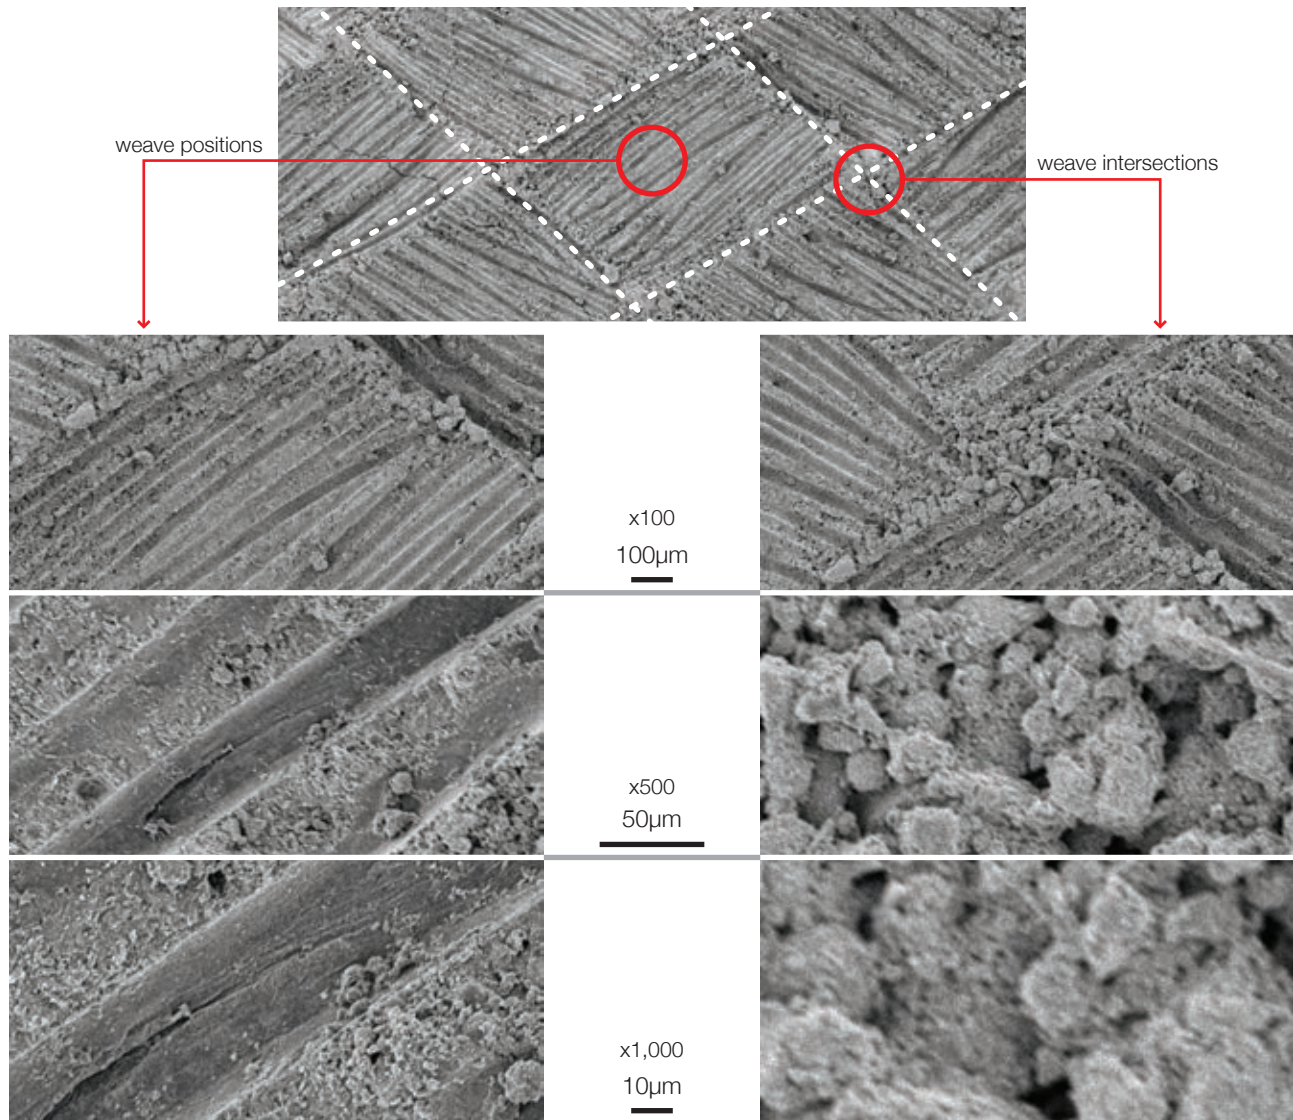 weave positions
weave intersections
x100
100µm
x500
50µm
x1,000
10µm